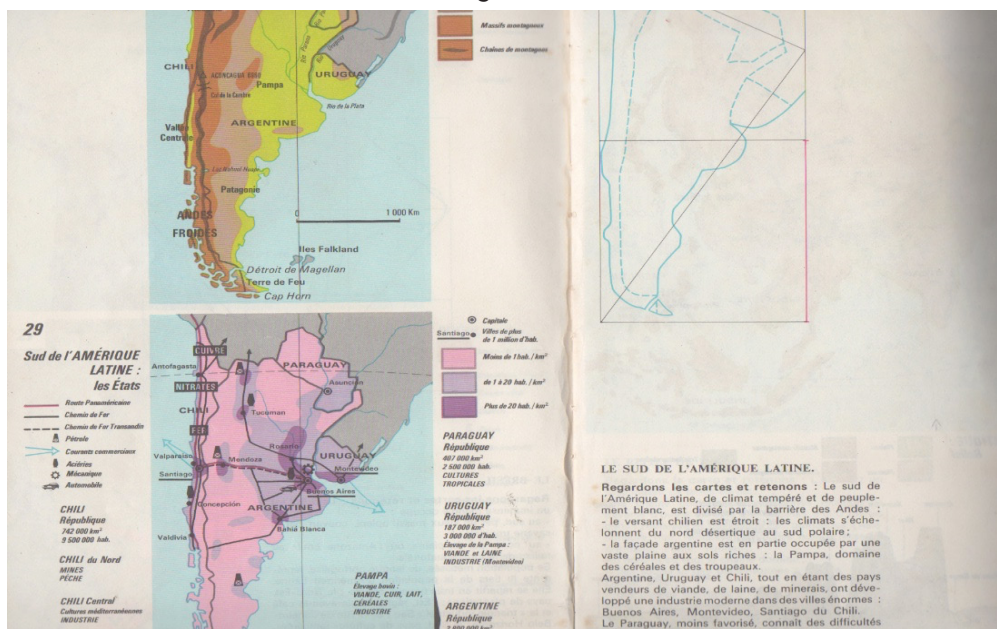 Massifs montagneux
Chaînes de montagnes
CHILI
ACONCAGUA 6959
Col de la Cumbre
Pampa
URUGUAY
Rio de la Plata
ARGENTINE
Vallée
Centrale
Patagonie
ANDES
FROIDES
0
1 000 Km
Iles Falkland
Détroit de Magellan
Terre de Feu
Cap Horn
29
Sud de l'AMÉRIQUE
LATINE :
les États
Route Panaméricaine
Chemin de Fer
Chemin de Fer Transandin
Pétrole
Courants commerciaux
Aciéries
Mécanique
Automobile
CHILI
République
742 000 km²
9 500 000 hab.
CHILI du Nord
MINES
PÊCHE
CHILI Central
Cultures méditerranéennes
INDUSTRIE
CUIVRE
Antofagasta
NITRATES
CHILI
FER
Valparaiso
Santiago
Concepción
Valdivia
PARAGUAY
Asunción
Tucuman
Rosario
Mendoza
URUGUAY
Montevideo
Buenos Aires
ARGENTINE
Bahiá Blanca
PAMPA
Elevage bovin :
VIANDE, CUIR, LAIT,
CÉRÉALES
INDUSTRIE
Capitale
Santiago
Villes de plus
de 1 million d'hab.
Moins de 1 hab. / km²
de 1 à 20 hab. / km²
Plus de 20 hab. / km²
PARAGUAY
République
407 000 km²
2 500 000 hab.
CULTURES
TROPICALES
URUGUAY
République
187 000 km²
3 000 000 d'hab.
Elevage de la Pampa :
VIANDE et LAINE
INDUSTRIE (Montevideo)
ARGENTINE
République
LE SUD DE L'AMÉRIQUE LATINE.
Regardons les cartes et retenons : Le sud de
l'Amérique Latine, de climat tempéré et de peuple-
ment blanc, est divisé par la barrière des Andes :
- le versant chilien est étroit : les climats s'éche-
lonnent du nord désertique au sud polaire ;
- la façade argentine est en partie occupée par une
vaste plaine aux sols riches : la Pampa, domaine
des céréales et des troupeaux.
Argentine, Uruguay et Chili, tout en étant des pays
vendeurs de viande, de laine, de minerais, ont déve-
loppé une industrie moderne dans des villes énormes :
Buenos Aires, Montevideo, Santiago du Chili.
Le Paraguay, moins favorisé, connaît des difficultés